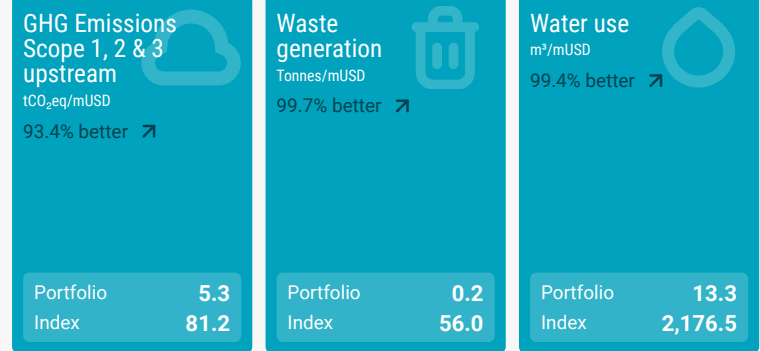 GHG Emissions
Scope 1, 2 & 3
upstream
tCO₂eq/mUSD
93.4% better
Portfolio 5.3
Index 81.2
Waste
generation
Tonnes/mUSD
99.7% better
Portfolio 0.2
Index 56.0
Water use
m³/mUSD
99.4% better
Portfolio 13.3
Index 2,176.5